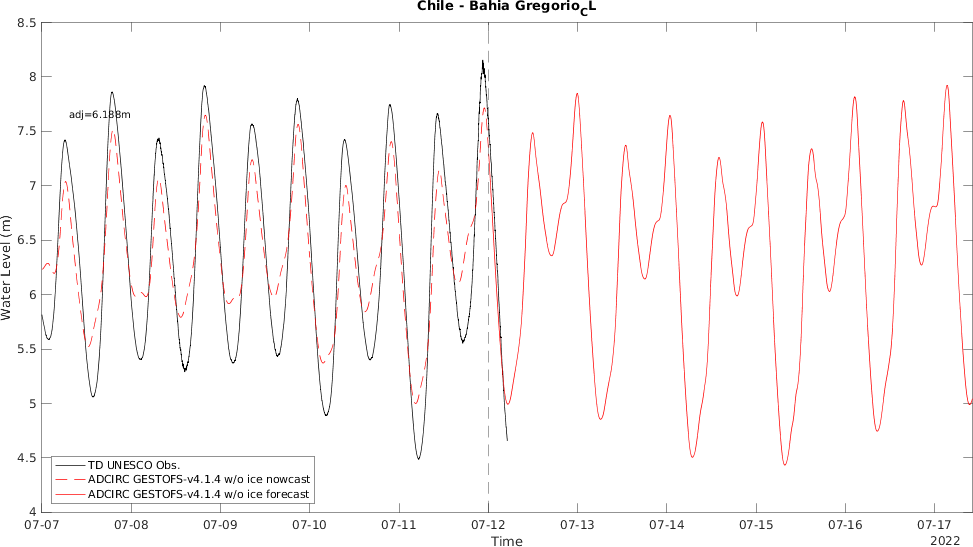 Chile - Bahia Gregorio_CL
8.5
8
7.5
7
6.5
6
5.5
5
4.5
4
Water Level (m)
adj=6.188m
TD UNESCO Obs.
ADCIRC GESTOFS-v4.1.4 w/o ice nowcast
ADCIRC GESTOFS-v4.1.4 w/o ice forecast
07-07 07-08 07-09 07-10 07-11 07-12 07-13 07-14 07-15 07-16 07-17
Time
2022